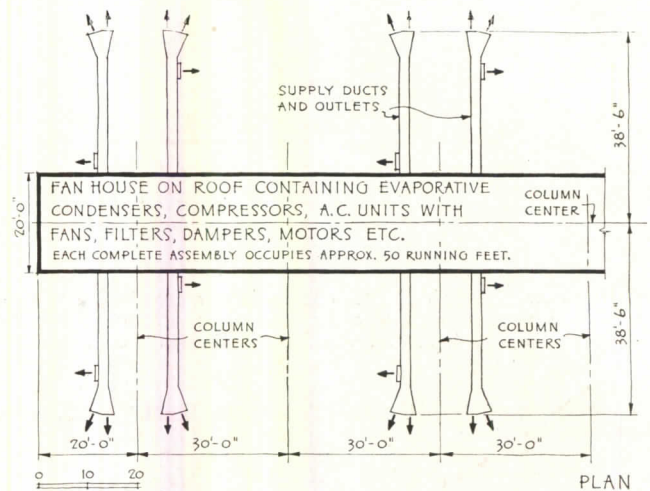 SUPPLY DUCTS
AND OUTLETS
38'-6"
20'-0"
FAN HOUSE ON ROOF CONTAINING EVAPORATIVE
CONDENSERS, COMPRESSORS, A.C. UNITS WITH
FANS, FILTERS, DAMPERS, MOTORS ETC.
EACH COMPLETE ASSEMBLY OCCUPIES APPROX. 50 RUNNING FEET.
COLUMN
CENTER
COLUMN
CENTERS
COLUMN
CENTERS
38'-6"
20'-0" 30'-0" 30'-0" 30'-0"
0 10 20
PLAN